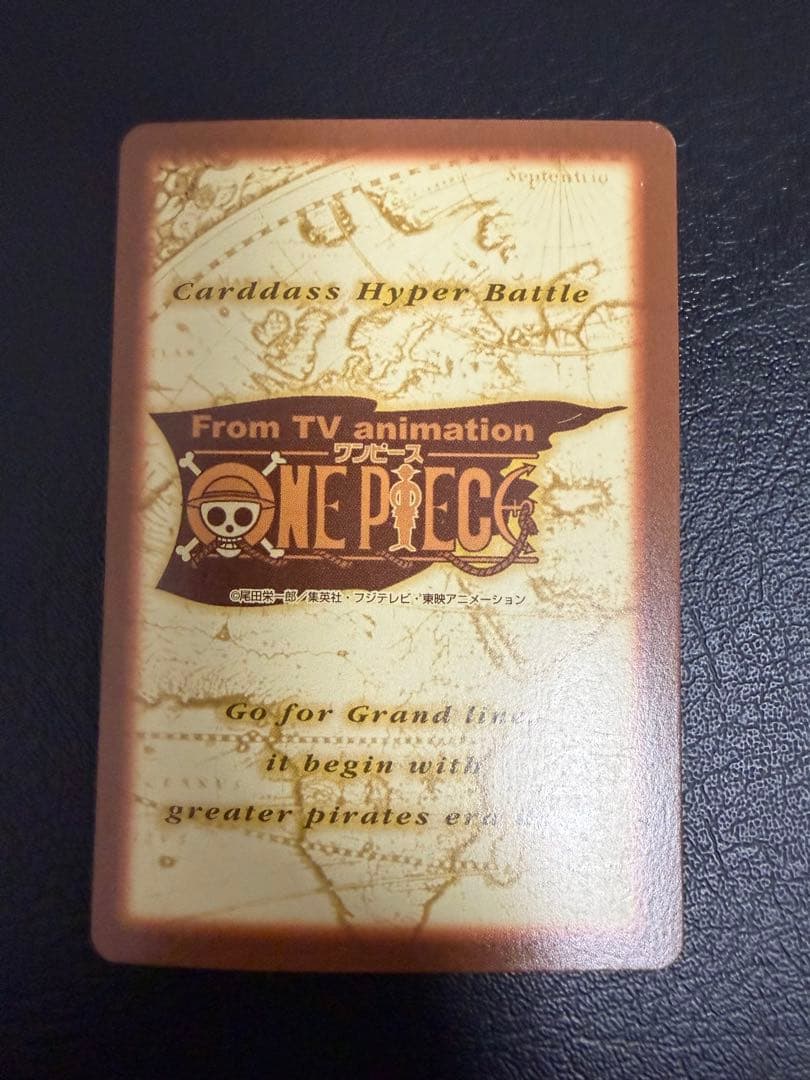 Septentrio
Carddass Hyper Battle
From TV animation
ワンピース
ONE PIECE
©尾田栄一郎／集英社・フジテレビ・東映アニメーション
Go for Grand line,
it begin with
greater pirates era